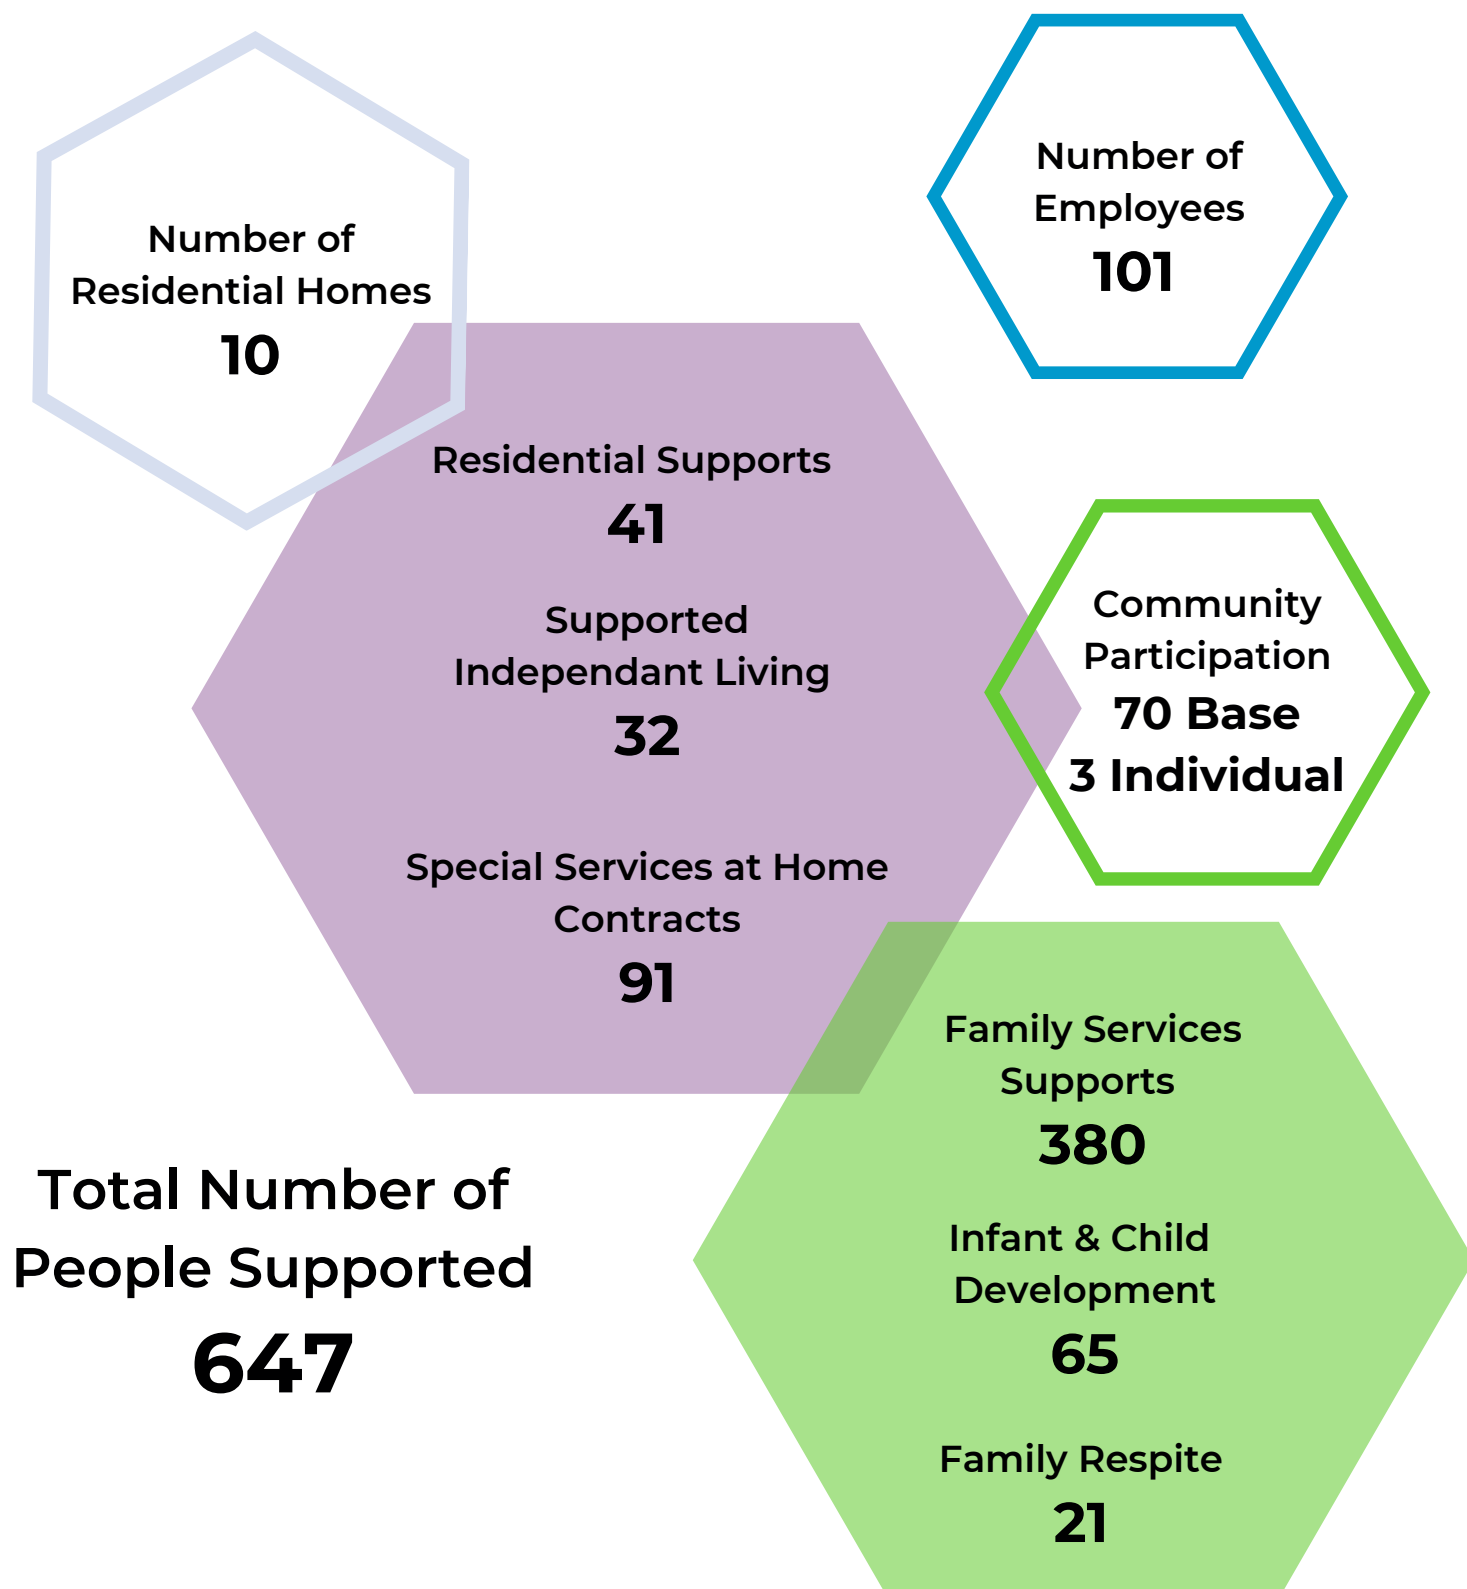 Number of
Residential Homes
10
Number of
Employees
101
Residential Supports
41
Supported
Independant Living
32
Special Services at Home
Contracts
91
Community
Participation
70 Base
3 Individual
Family Services
Supports
380
Infant & Child
Development
65
Family Respite
21
Total Number of
People Supported
647